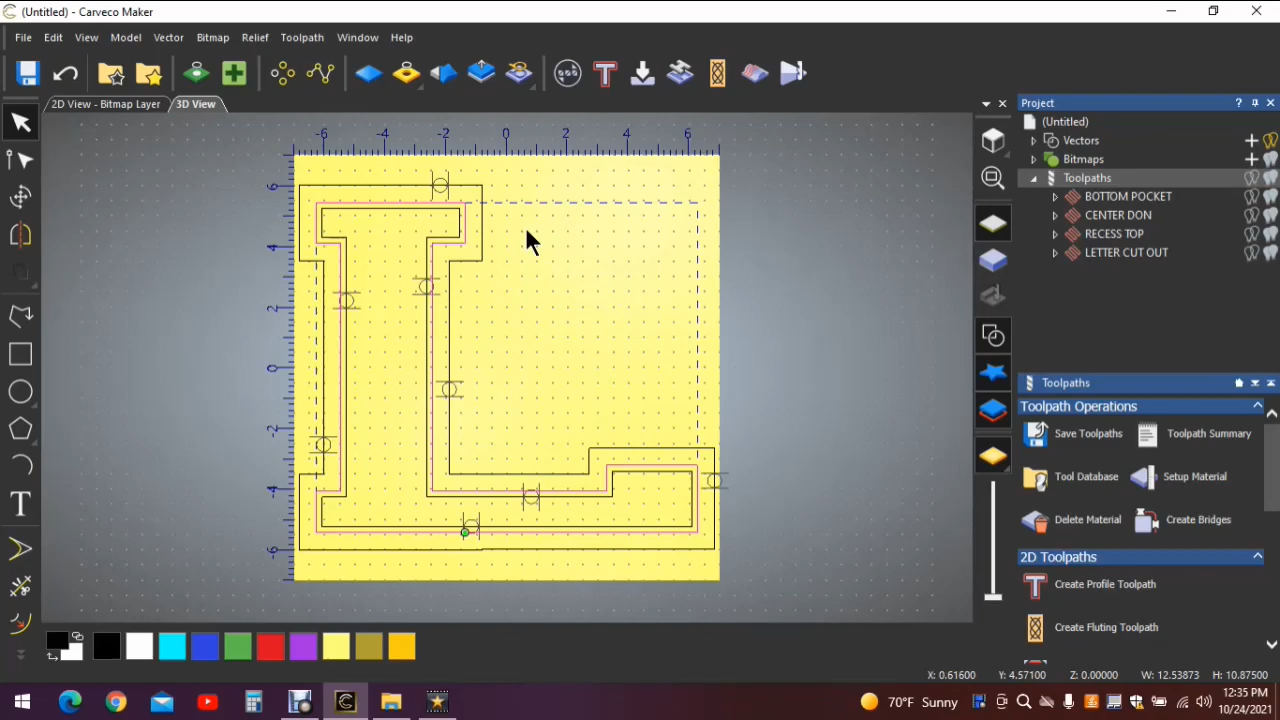 (Untitled) - Carveco Maker
File Edit View Model Vector Bitmap Relief Toolpath Window Help
2D View - Bitmap Layer 3D View
-6 -4 -2 0 2 4 6
6
4
2
0
-2
-4
-6
Project
(Untitled)
Vectors
Bitmaps
Toolpaths
BOTTOM POCKET
CENTER DON
RECESS TOP
LETTER CUT OUT
Toolpaths
Toolpath Operations
Save Toolpaths Toolpath Summary
Tool Database Setup Material
Delete Material Create Bridges
2D Toolpaths
Create Profile Toolpath
Create Fluting Toolpath
X: 0.61600 Y: 4.57100 Z: 0.00000 W: 12.53873 H: 10.87500
70°F Sunny
12:35 PM
10/24/2021